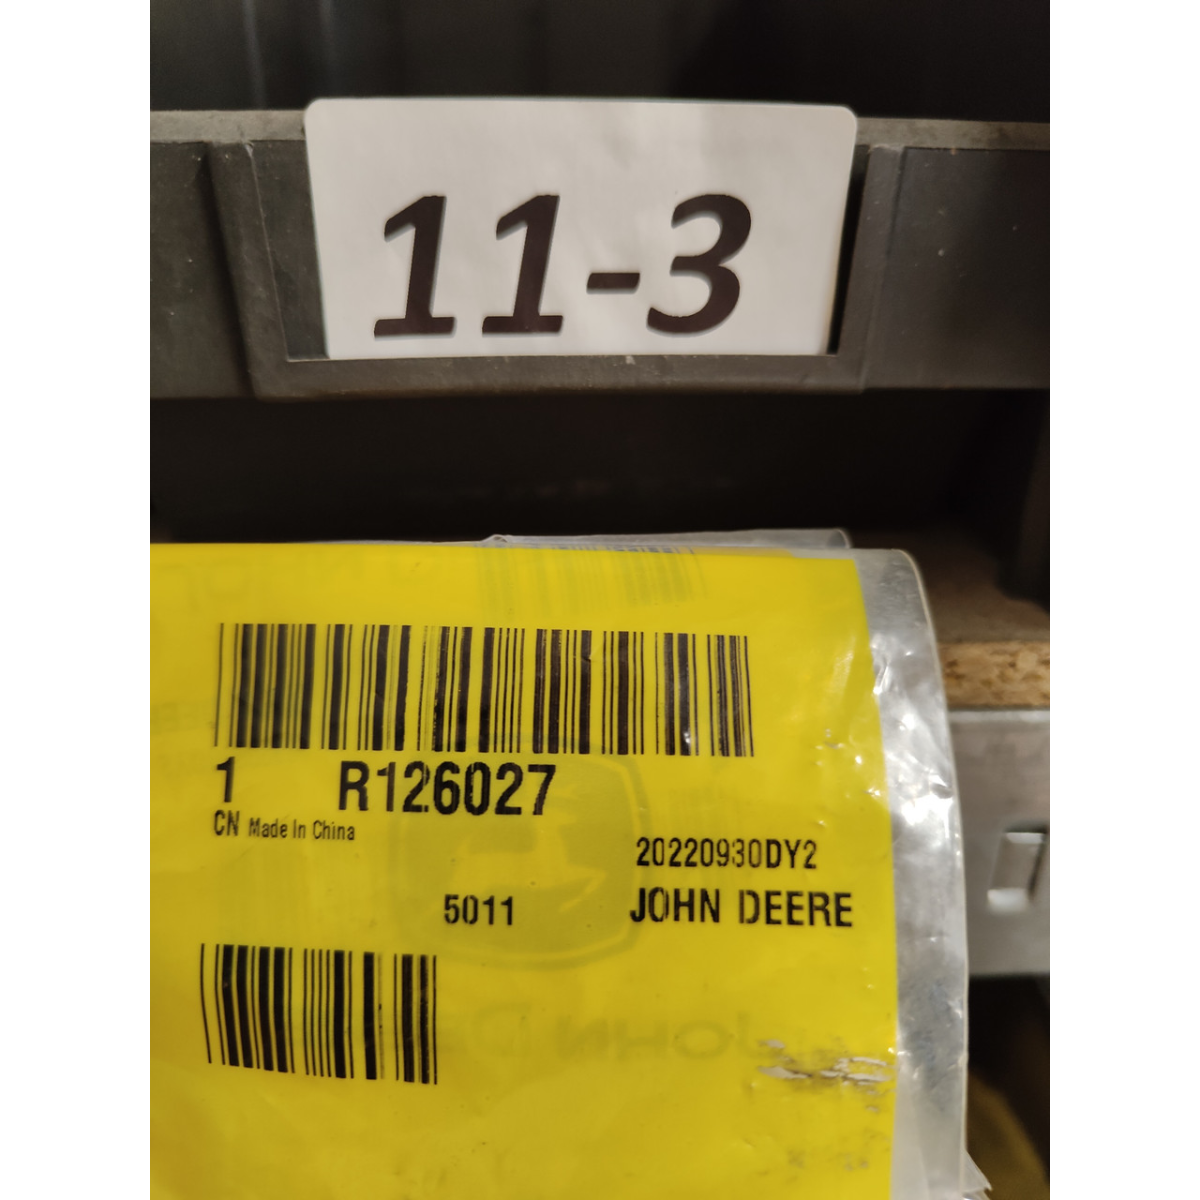 11-3
1 R126027
CN Made In China
20220930DY2
5011 JOHN DEERE